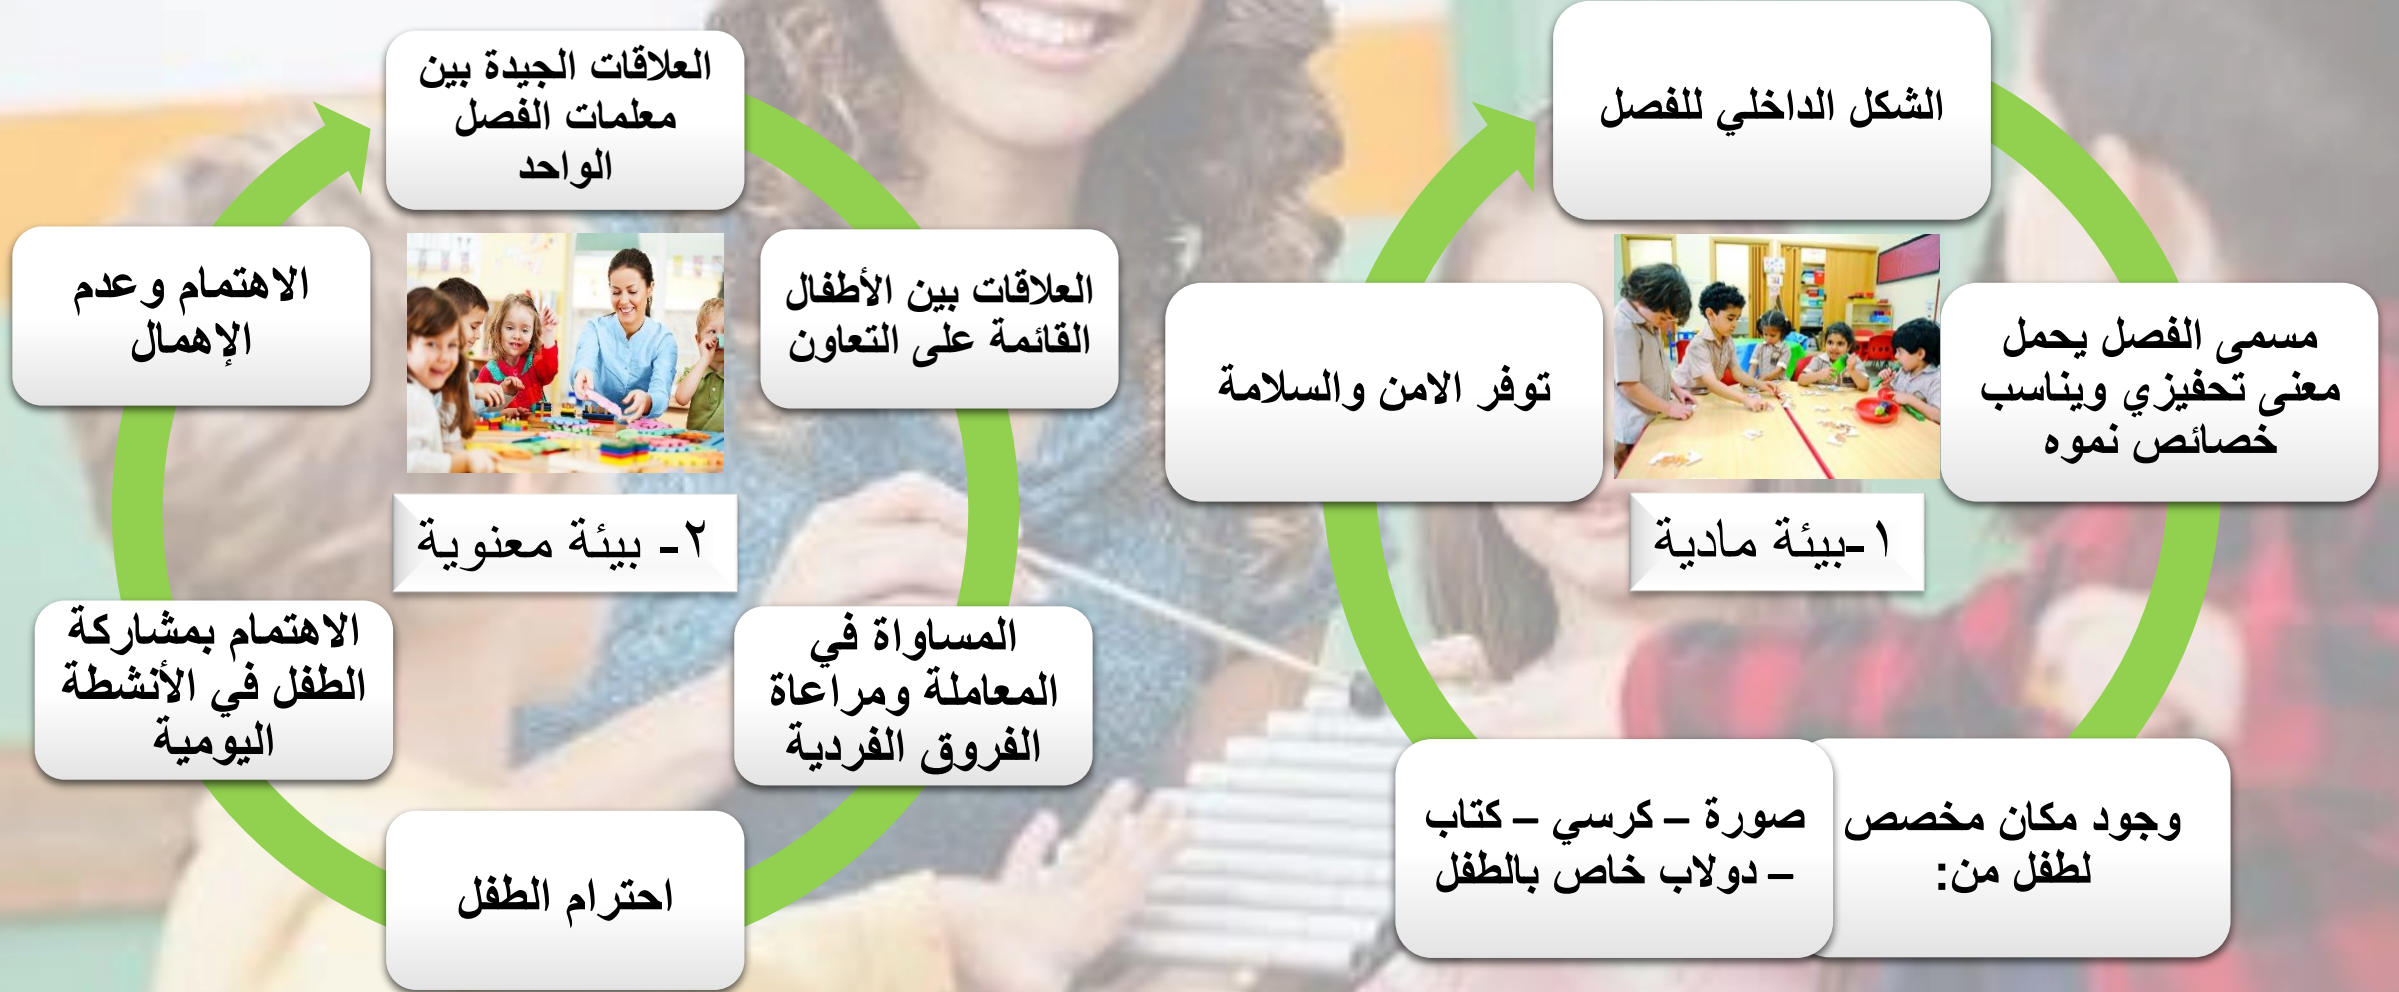 الشكل الداخلي للفصل
مسمى الفصل يحمل
معنى تحفيزي ويناسب
خصائص نموه
وجود مكان مخصص
لطفل من:
صورة – كرسي – كتاب
– دولاب خاص بالطفل
توفر الامن والسلامة
١-بيئة مادية
العلاقات الجيدة بين
معلمات الفصل
الواحد
العلاقات بين الأطفال
القائمة على التعاون
المساواة في
المعاملة ومراعاة
الفروق الفردية
احترام الطفل
الاهتمام بمشاركة
الطفل في الأنشطة
اليومية
الاهتمام وعدم
الإهمال
٢- بيئة معنوية